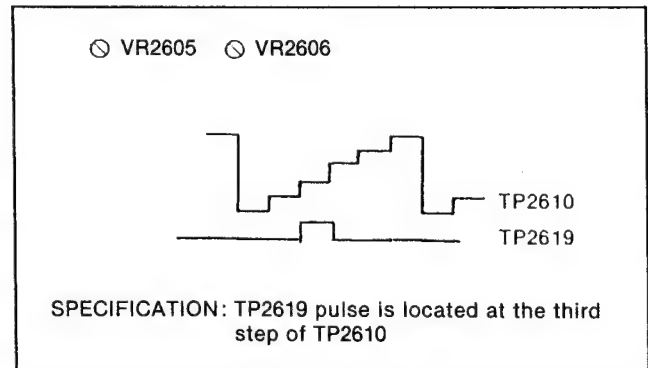 VR2605 VR2606
TP2610
TP2619
SPECIFICATION: TP2619 pulse is located at the third
step of TP2610